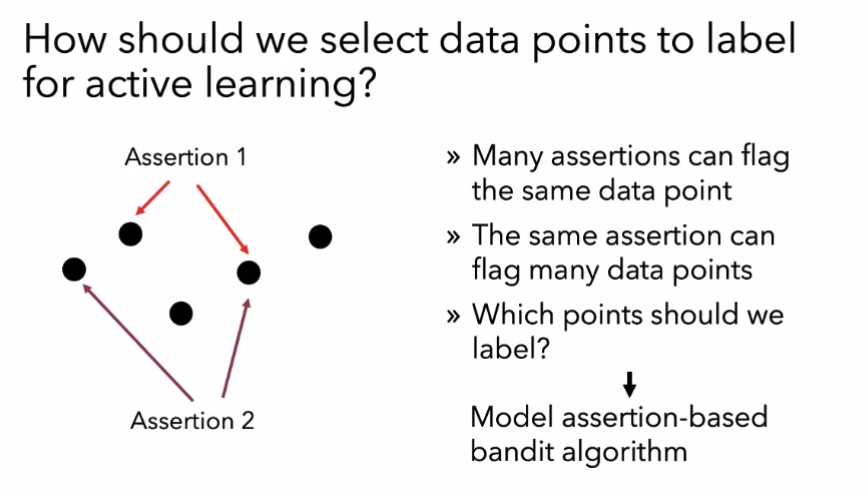 How should we select data points to label
for active learning?
Assertion 1
Assertion 2
» Many assertions can flag
the same data point
» The same assertion can
flag many data points
» Which points should we
label?
Model assertion-based
bandit algorithm